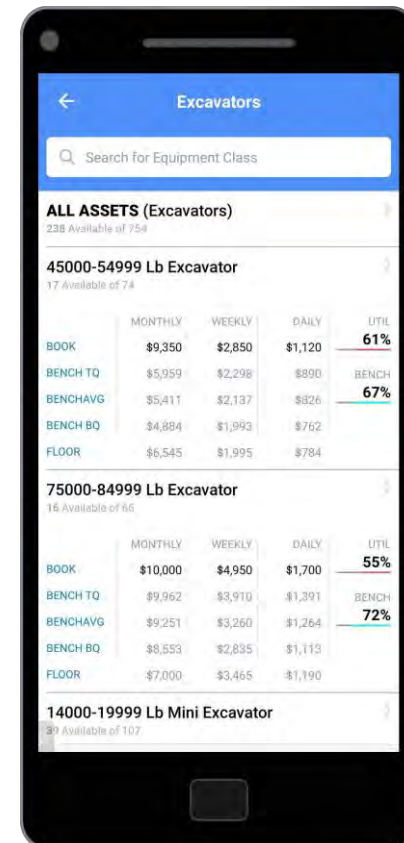 Excavators
Search for Equipment Class
ALL ASSETS (Excavators)
238 Available of 754
45000-54999 Lb Excavator
17 Available of 74
MONTHLY WEEKLY DAILY UTIL
BOOK $9,350 $2,850 $1,120 61%
BENCH TQ $5,959 $2,298 $890 BENCH
BENCHAVG $5,411 $2,137 $826 67%
BENCH BQ $4,884 $1,993 $762
FLOOR $6,545 $1,995 $784
75000-84999 Lb Excavator
16 Available of 66
MONTHLY WEEKLY DAILY UTIL
BOOK $10,000 $4,950 $1,700 55%
BENCH TQ $9,962 $3,910 $1,391 BENCH
BENCHAVG $9,251 $3,260 $1,264 72%
BENCH BQ $8,553 $2,835 $1,113
FLOOR $7,000 $3,465 $1,190
14000-19999 Lb Mini Excavator
39 Available of 107